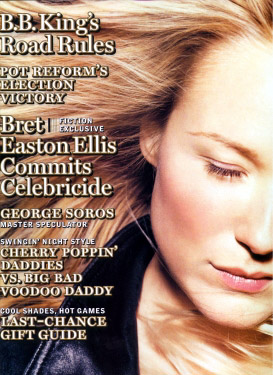 B.B. King's
Road Rules
POT REFORM'S
ELECTION
VICTORY
Bret | FICTION
EXCLUSIVE
Easton Ellis
Commits
Celebricide
GEORGE SOROS
MASTER SPECULATOR
SWINGIN' NIGHT STYLE
CHERRY POPPIN'
DADDIES
VS. BIG BAD
VOODOO DADDY
COOL SHADES, HOT GAMES
LAST-CHANCE
GIFT GUIDE